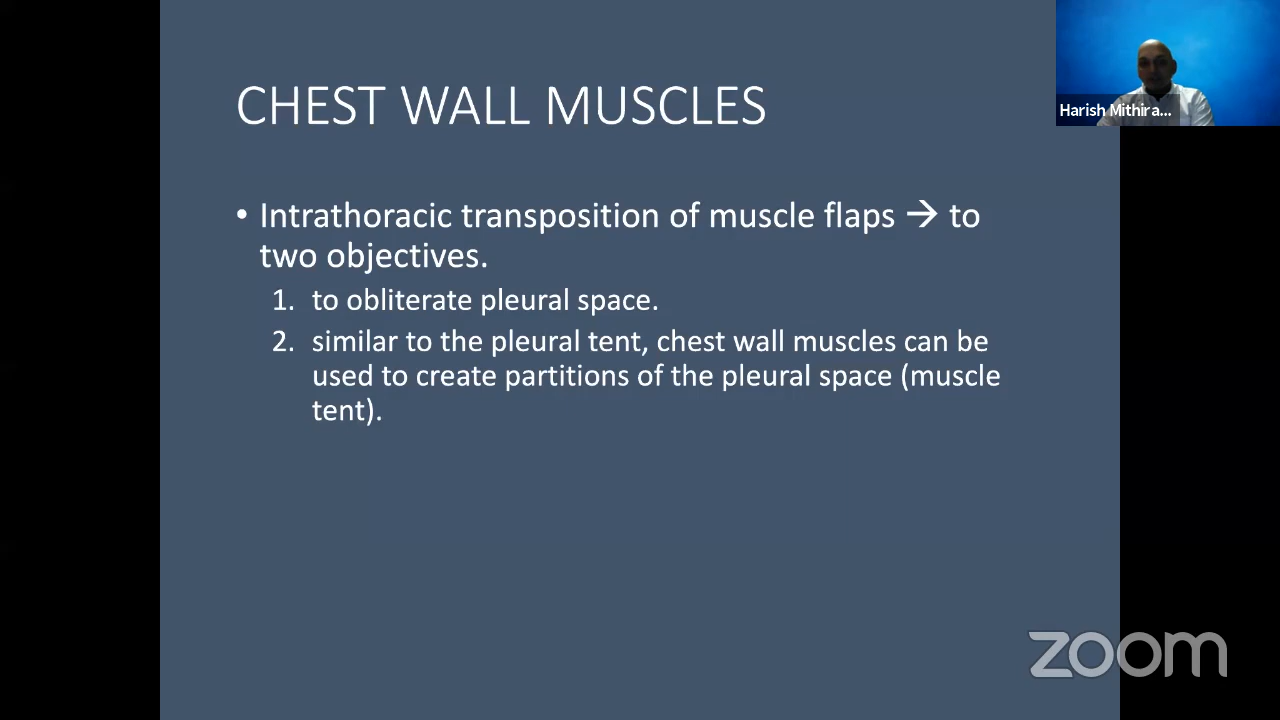 CHEST WALL MUSCLES
Harish Mithira...
• Intrathoracic transposition of muscle flaps → to
two objectives.
1. to obliterate pleural space.
2. similar to the pleural tent, chest wall muscles can be
used to create partitions of the pleural space (muscle
tent).
zoom